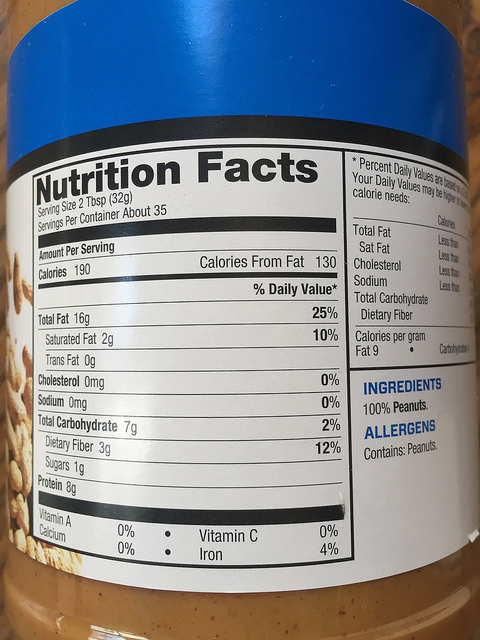 Nutrition Facts
Serving Size 2 Tbsp (32g)
Servings Per Container About 35
Amount Per Serving
Calories 190 Calories From Fat 130
% Daily Value*
Total Fat 16g 25%
Saturated Fat 2g 10%
Trans Fat 0g
Cholesterol 0mg 0%
Sodium 0mg 0%
Total Carbohydrate 7g 2%
Dietary Fiber 3g 12%
Sugars 1g
Protein 8g
Vitamin A 0% • Vitamin C 0%
Calcium 0% • Iron 4%
* Percent Daily Values are based
Your Daily Values may be higher
calorie needs:
Calories
Total Fat Less than
Sat Fat Less than
Cholesterol Less than
Sodium Less than
Total Carbohydrate
Dietary Fiber
Calories per gram
Fat 9 • Carbohydrate
INGREDIENTS
100% Peanuts.
ALLERGENS
Contains: Peanuts.